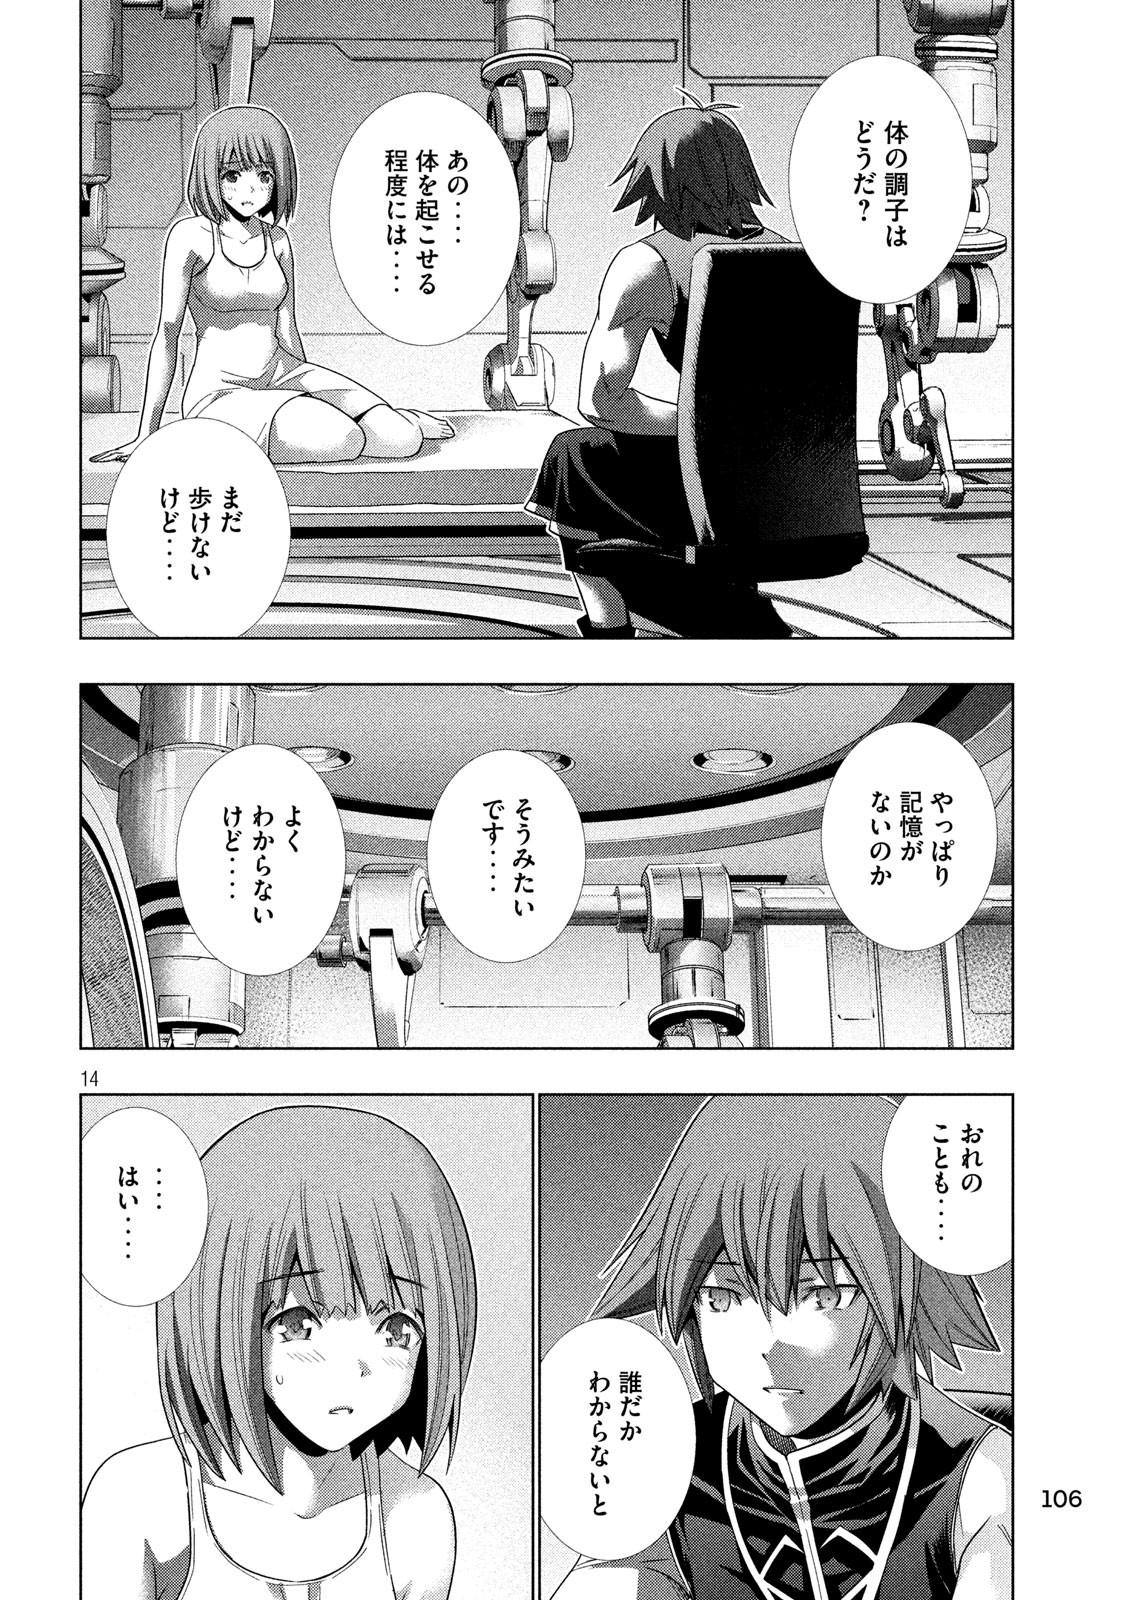 体の調子は
どうだ？
あの‥‥
体を起こせる
程度には‥‥
まだ
歩けない
けど‥‥
やっぱり
記憶が
ないのか
そうみたい
です‥‥
よく
わからない
けど‥‥
14
おれの
ことも‥‥
誰だか
わからないと
‥‥
はい‥‥
106